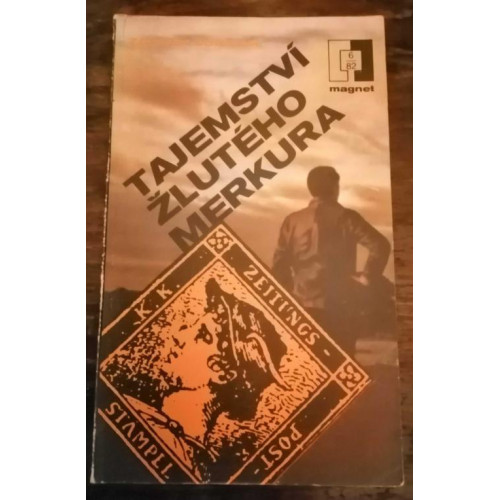 6
82
magnet
TAJEMSTVÍ
ŽLUTÉHO
MERKURA
K.K.
ZEITUNGS-
POST-
STÄMPEL